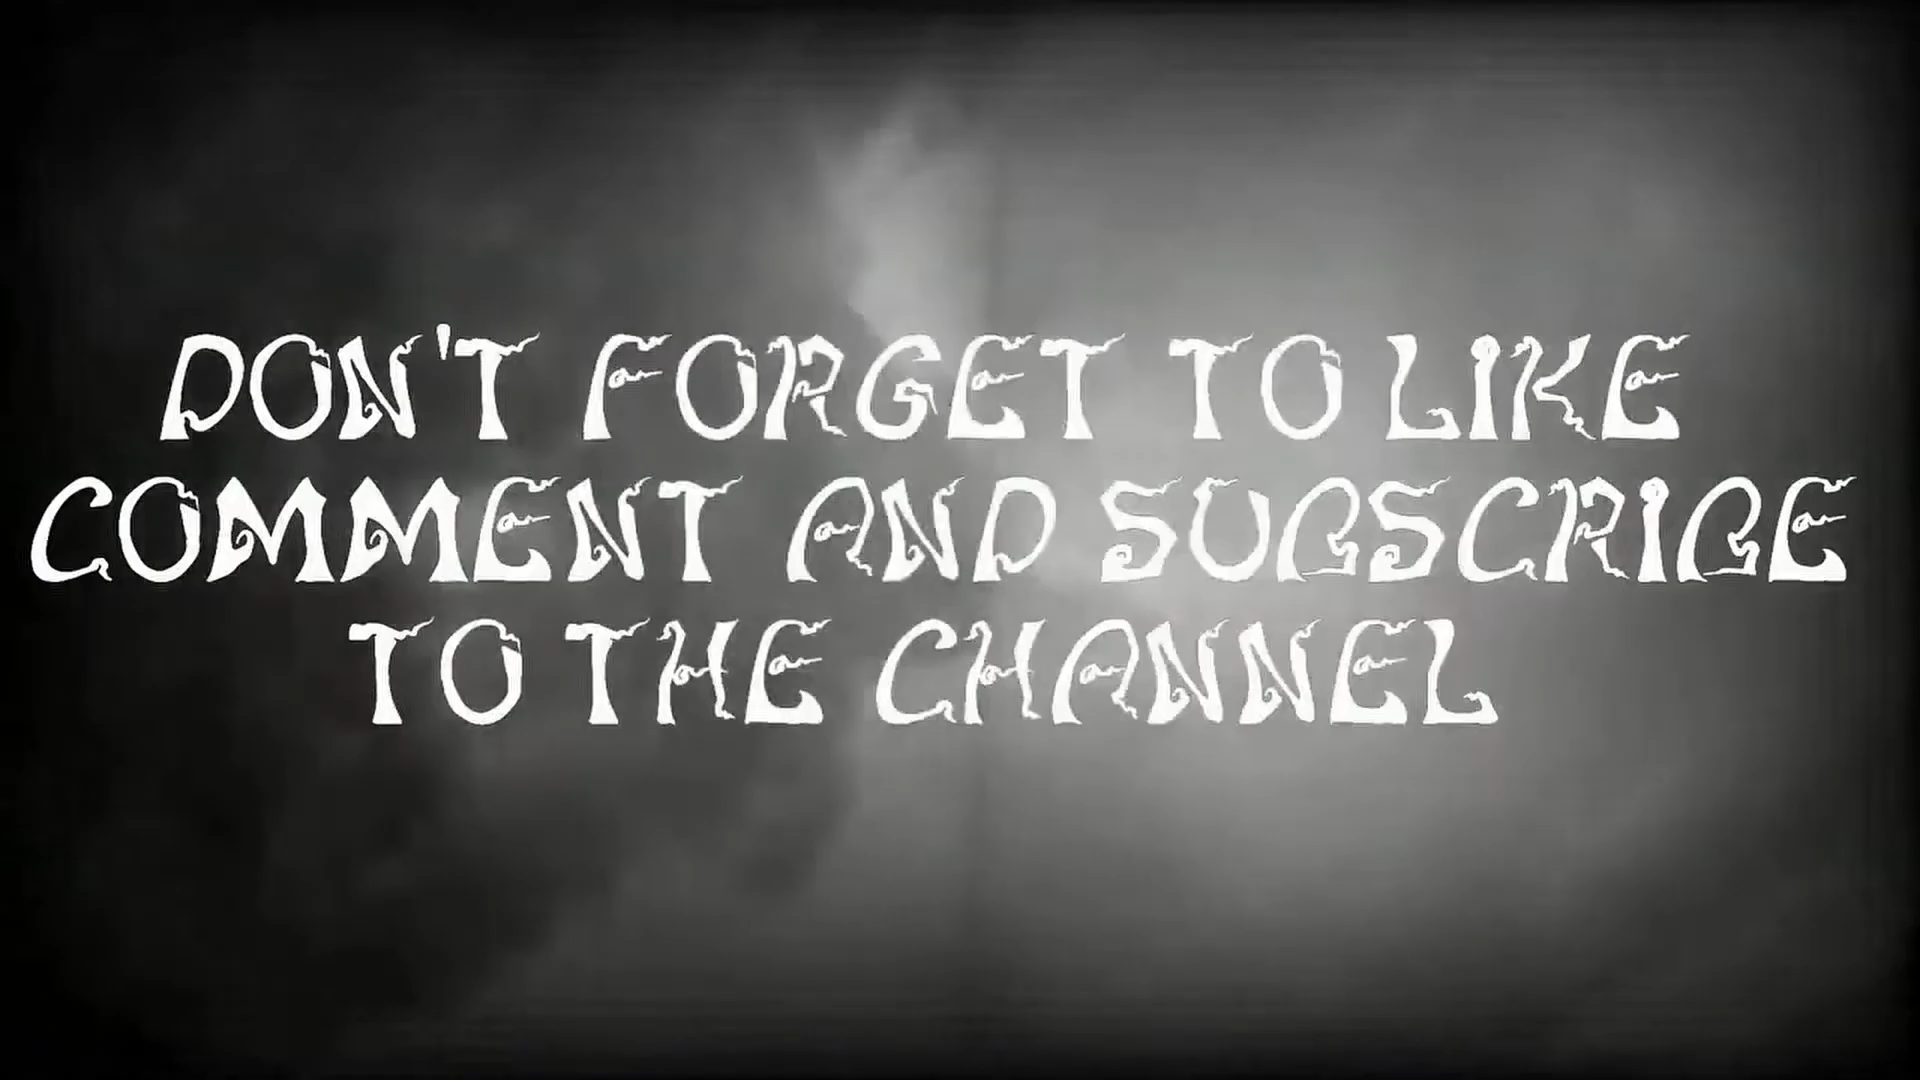 DON'T FORGET TO LIKE
COMMENT AND SUBSCRIBE
TO THE CHANNEL